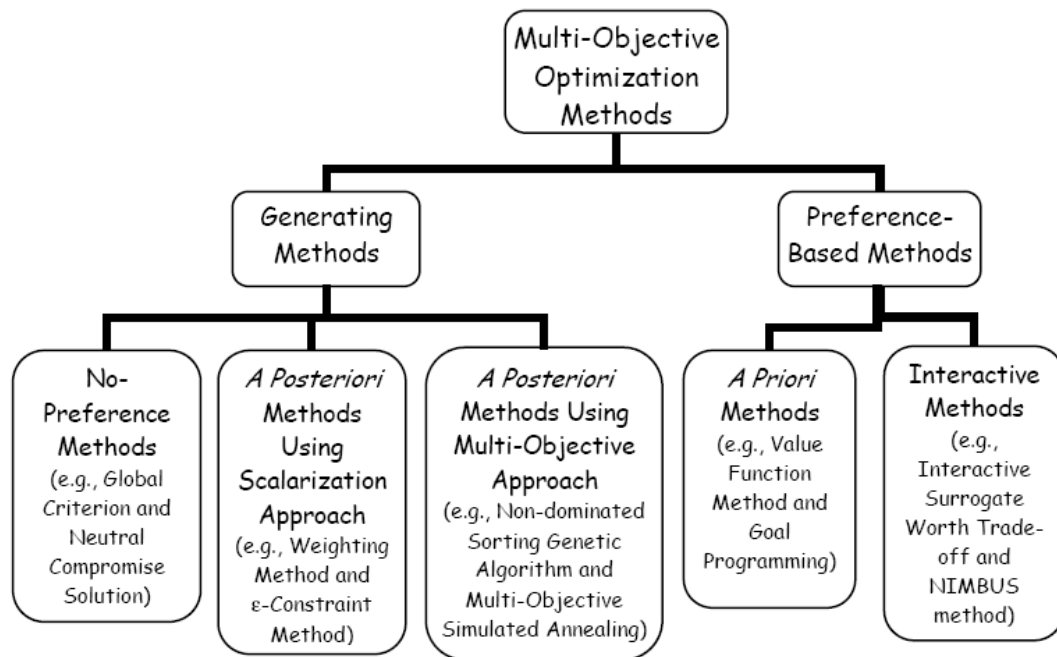 Multi-Objective
Optimization
Methods
Generating
Methods
Preference-
Based Methods
No-
Preference
Methods
(e.g., Global
Criterion and
Neutral
Compromise
Solution)
A Posteriori
Methods
Using
Scalarization
Approach
(e.g., Weighting
Method and
ε-Constraint
Method)
A Posteriori
Methods Using
Multi-Objective
Approach
(e.g., Non-dominated
Sorting Genetic
Algorithm and
Multi-Objective
Simulated Annealing)
A Priori
Methods
(e.g., Value
Function
Method and
Goal
Programming)
Interactive
Methods
(e.g.,
Interactive
Surrogate
Worth Trade-
off and
NIMBUS
method)